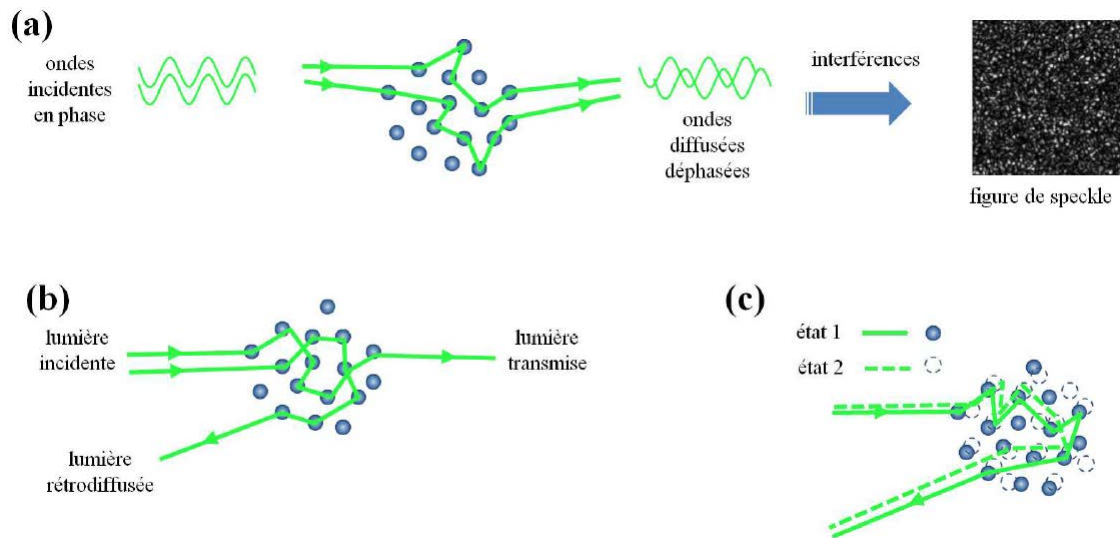 (a)
ondes
incidentes
en phase
ondes
diffusées
déphasées
interférences
figure de speckle
(b)
lumière
incidente
lumière
transmise
lumière
rétrodiffusée
(c)
état 1
état 2